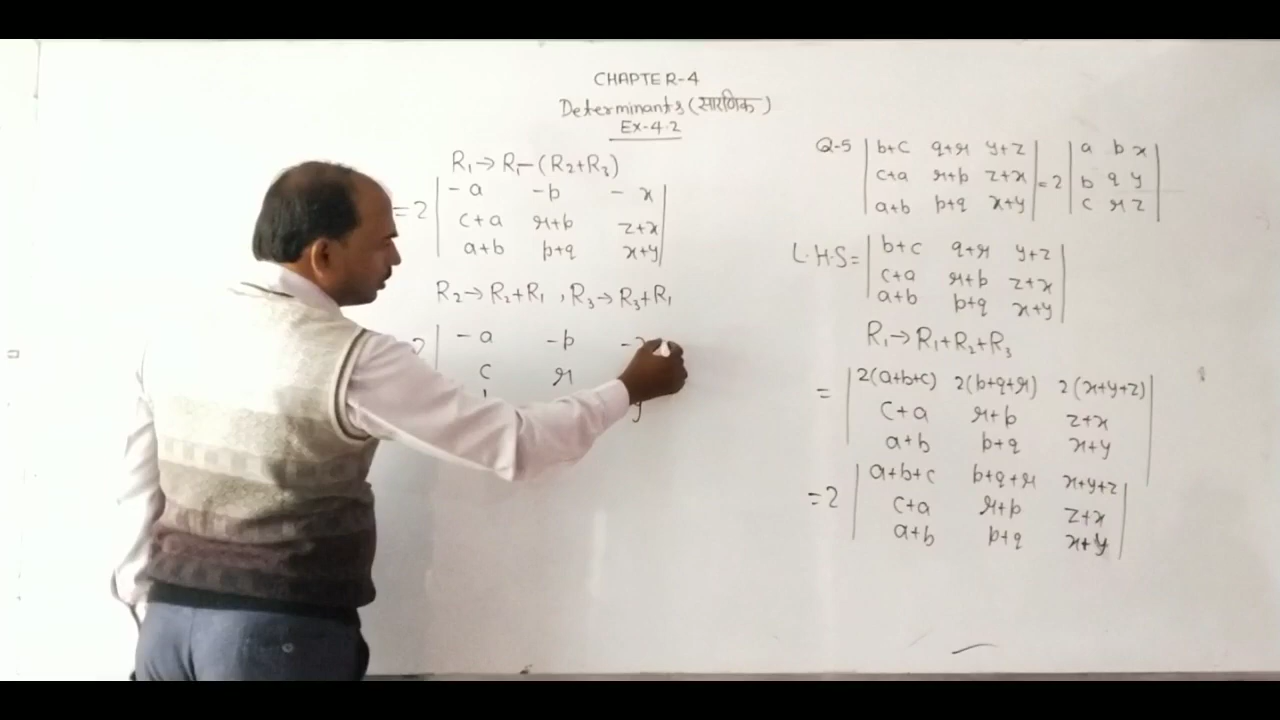 CHAPTER-4
Determinants (सारणिक)
Ex-4.2
Q-5 | b+c q+r y+z |
| c+a r+p z+x |
| a+b p+q x+y |
= 2 | a b x |
| b q y |
| c r z |
L.H.S = | b+c q+r y+z |
| c+a r+p z+x |
| a+b p+q x+y |
R₁→R₁+R₂+R₃
= | 2(a+b+c) 2(p+q+r) 2(x+y+z) |
| c+a r+p z+x |
| a+b p+q x+y |
=2 | a+b+c p+q+r x+y+z |
| c+a r+p z+x |
| a+b p+q x+y |
R₁→R₁-(R₂+R₃)
=2 | -a -p -x |
| c+a r+p z+x |
| a+b p+q x+y |
R₂→R₂+R₁ , R₃→R₃+R₁
2 | -a -p -
c r
y